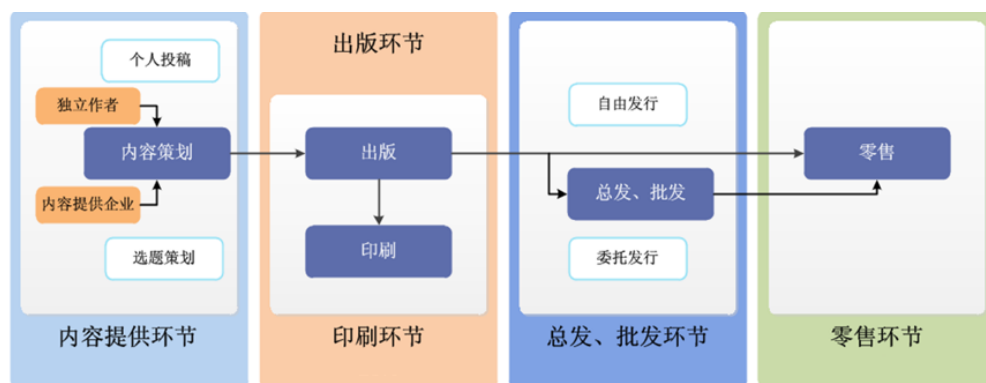 个人投稿
独立作者
内容策划
内容提供企业
选题策划
内容提供环节
出版环节
出版
印刷
印刷环节
自由发行
总发、批发
委托发行
总发、批发环节
零售
零售环节